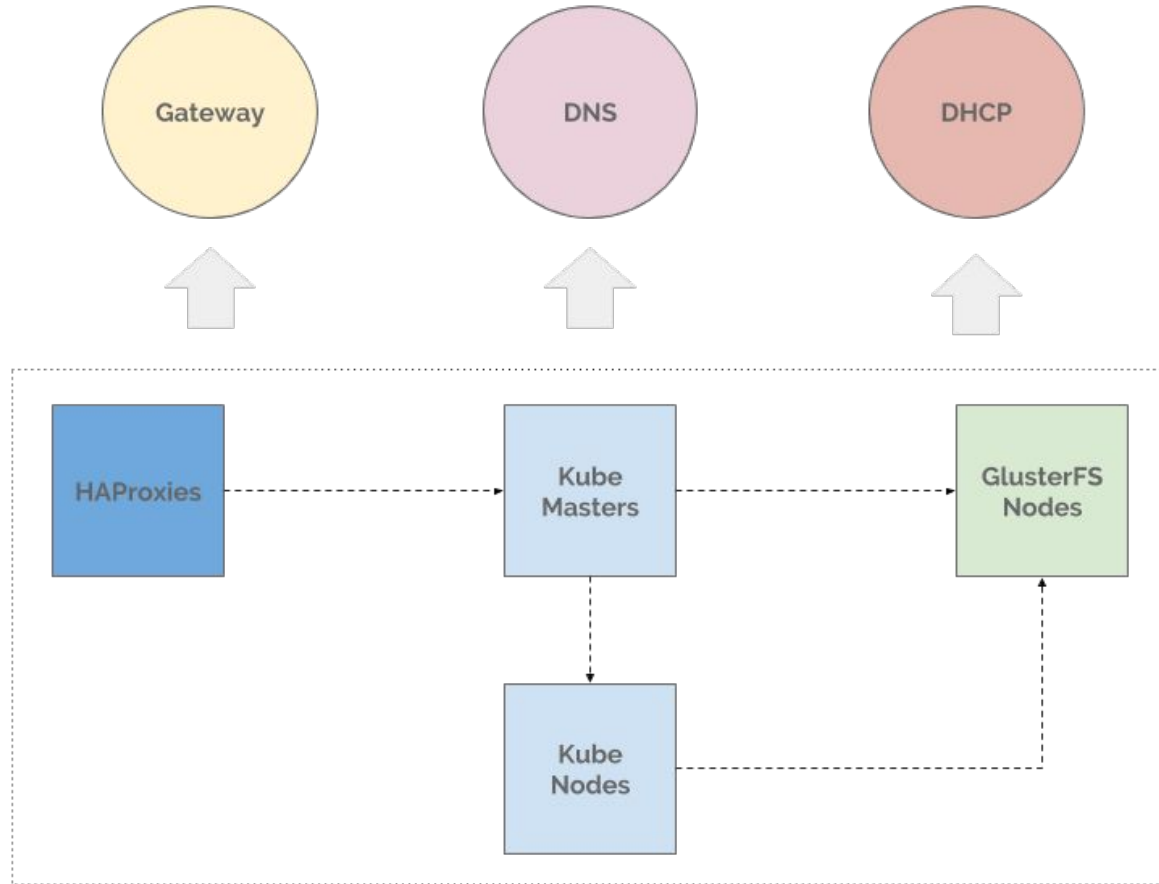 Gateway
DNS
DHCP
HAProxies
Kube
Masters
GlusterFS
Nodes
Kube
Nodes